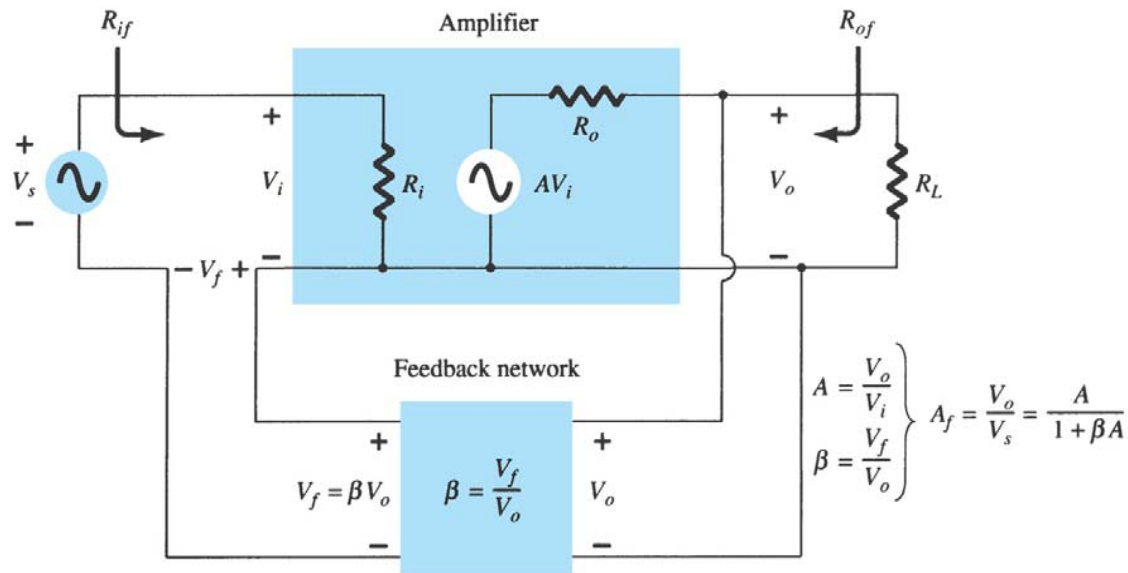 R_if
Amplifier
R_of
+
R_o
+
+
V_s
−
V_i
R_i
AV_i
V_o
R_L
−
− V_f +
−
Feedback network
A = V_o/V_i
β = V_f/V_o
A_f = V_o/V_s = A/(1 + βA)
+
+
V_f = βV_o
β = V_f/V_o
V_o
−
−